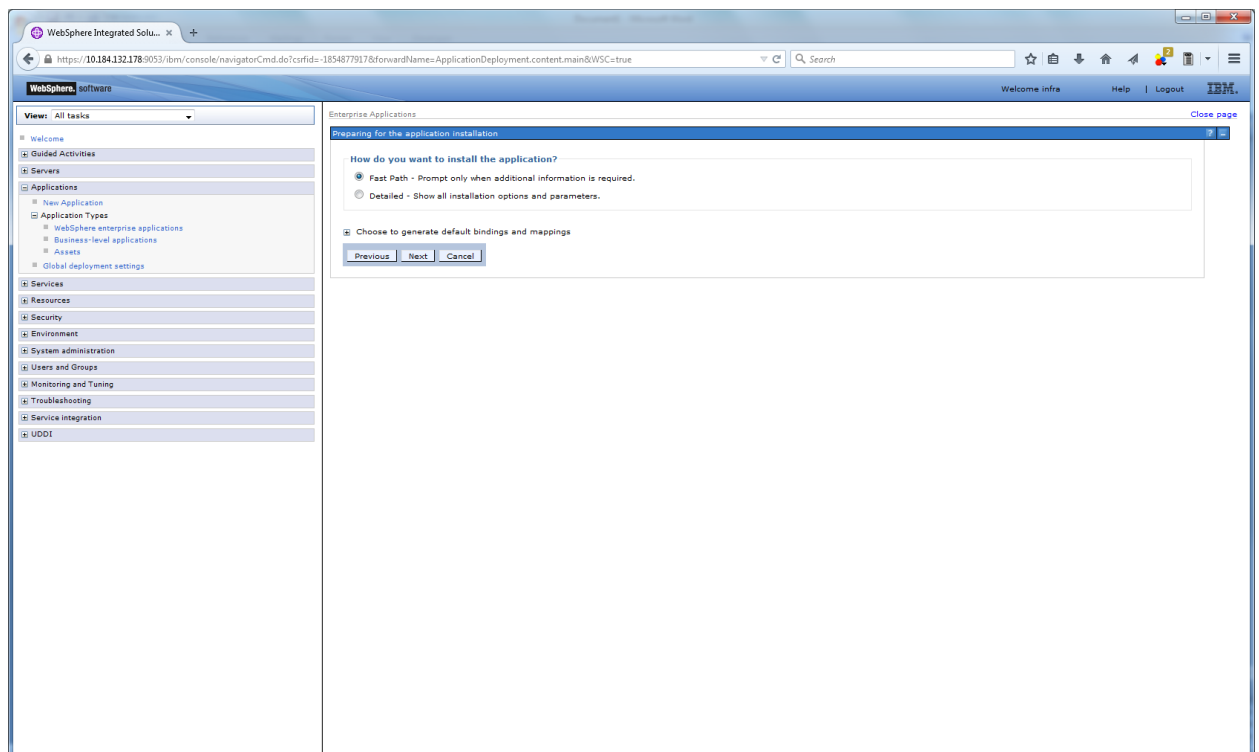 WebSphere Integrated Solu... × +
https://10.184.132.178:9053/ibm/console/navigatorCmd.do?csrfid=-1854877917&forwardName=ApplicationDeployment.content.main&WSC=true
Search
2
WebSphere. software
Welcome infra
Help | Logout
IBM.
View: All tasks
Welcome
Guided Activities
Servers
Applications
New Application
Application Types
WebSphere enterprise applications
Business-level applications
Assets
Global deployment settings
Services
Resources
Security
Environment
System administration
Users and Groups
Monitoring and Tuning
Troubleshooting
Service integration
UDDI
Enterprise Applications
Close page
Preparing for the application installation
? –
How do you want to install the application?
Fast Path - Prompt only when additional information is required.
Detailed - Show all installation options and parameters.
Choose to generate default bindings and mappings
Previous Next Cancel